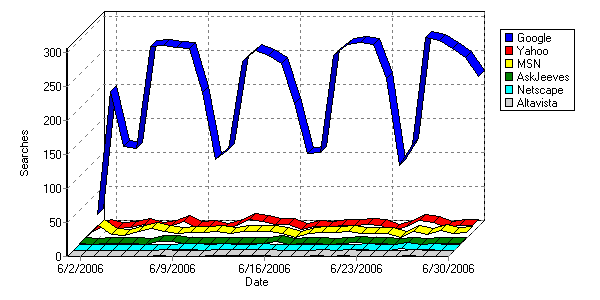 300
250
200
150
100
50
0
Searches
6/2/2006
6/9/2006
6/16/2006
6/23/2006
6/30/2006
Date
Google
Yahoo
MSN
AskJeeves
Netscape
Altavista